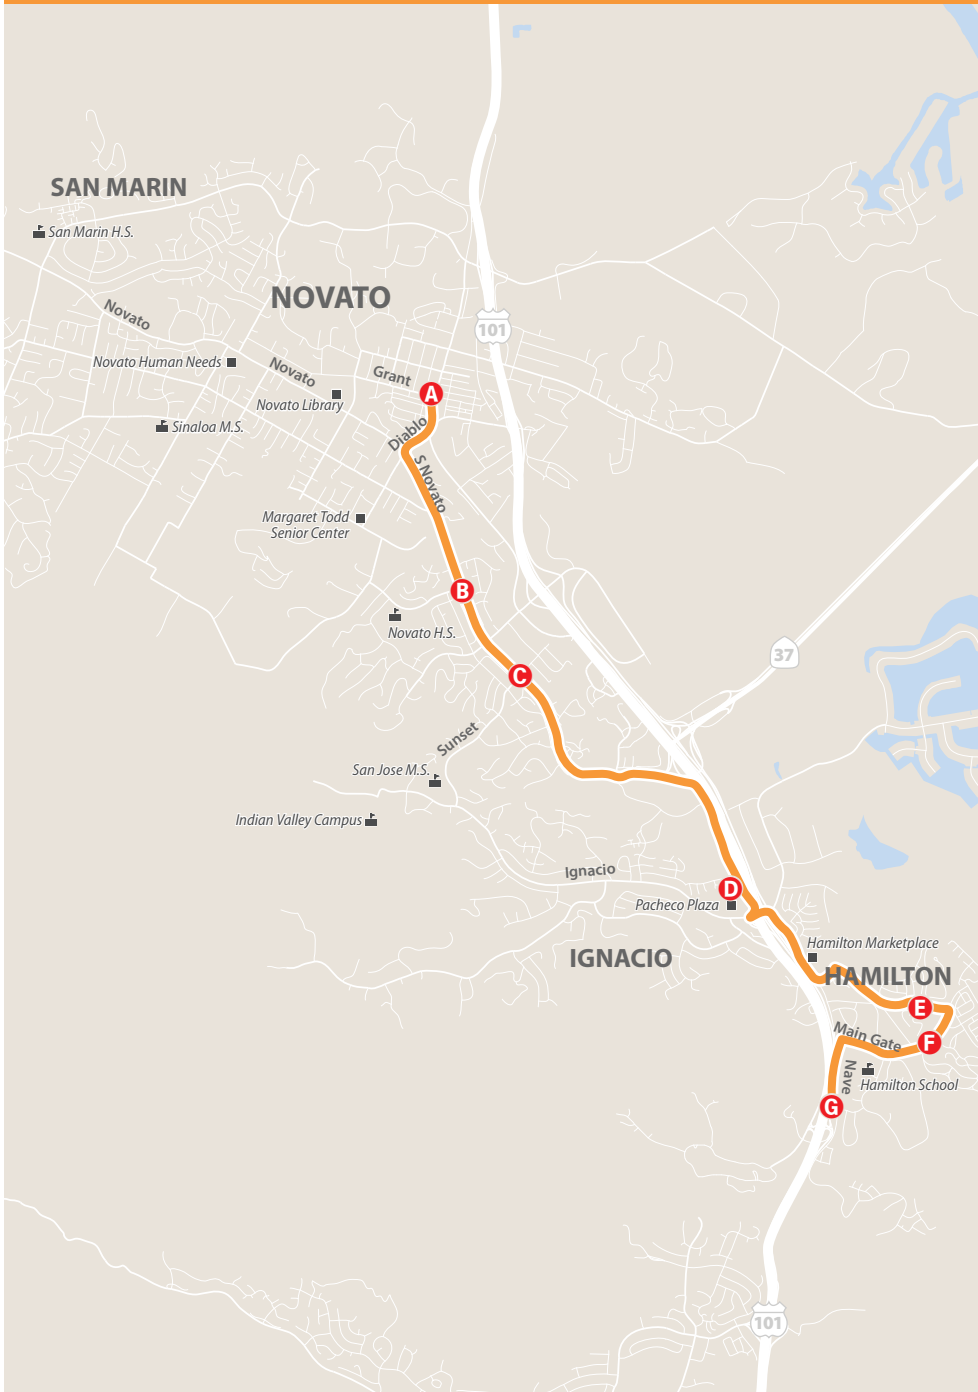 SAN MARIN
San Marin H.S.
NOVATO
Novato
101
Novato Human Needs
Novato
Grant
A
Novato Library
Sinaloa M.S.
Diablo
S Novato
Margaret Todd
Senior Center
B
Novato H.S.
37
C
Sunset
San Jose M.S.
Indian Valley Campus
Ignacio
D
Pacheco Plaza
Hamilton Marketplace
IGNACIO
HAMILTON
E
Main Gate
F
Nave
Hamilton School
G
101